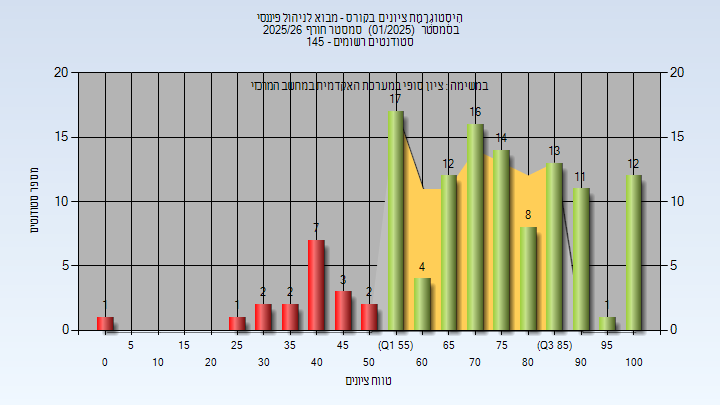 היסטוגרמת ציונים בקורס - מבוא לניהול פיננסי
בסמסטר (01/2025) סמסטר חורף 2025/26
סטודנטים רשומים - 145
במשימה : ציון סופי במערכת האקדמית במחשב המרכזי
מספר סטודנטים
20 15 10 5 0
1 1 2 2 7 3 2 17 4 12 16 14 8 13 11 1 12
20 15 10 5 0
5 15 25 35 45 (Q1 55) 65 75 (Q3 85) 95
0 10 20 30 40 50 60 70 80 90 100
טווח ציונים